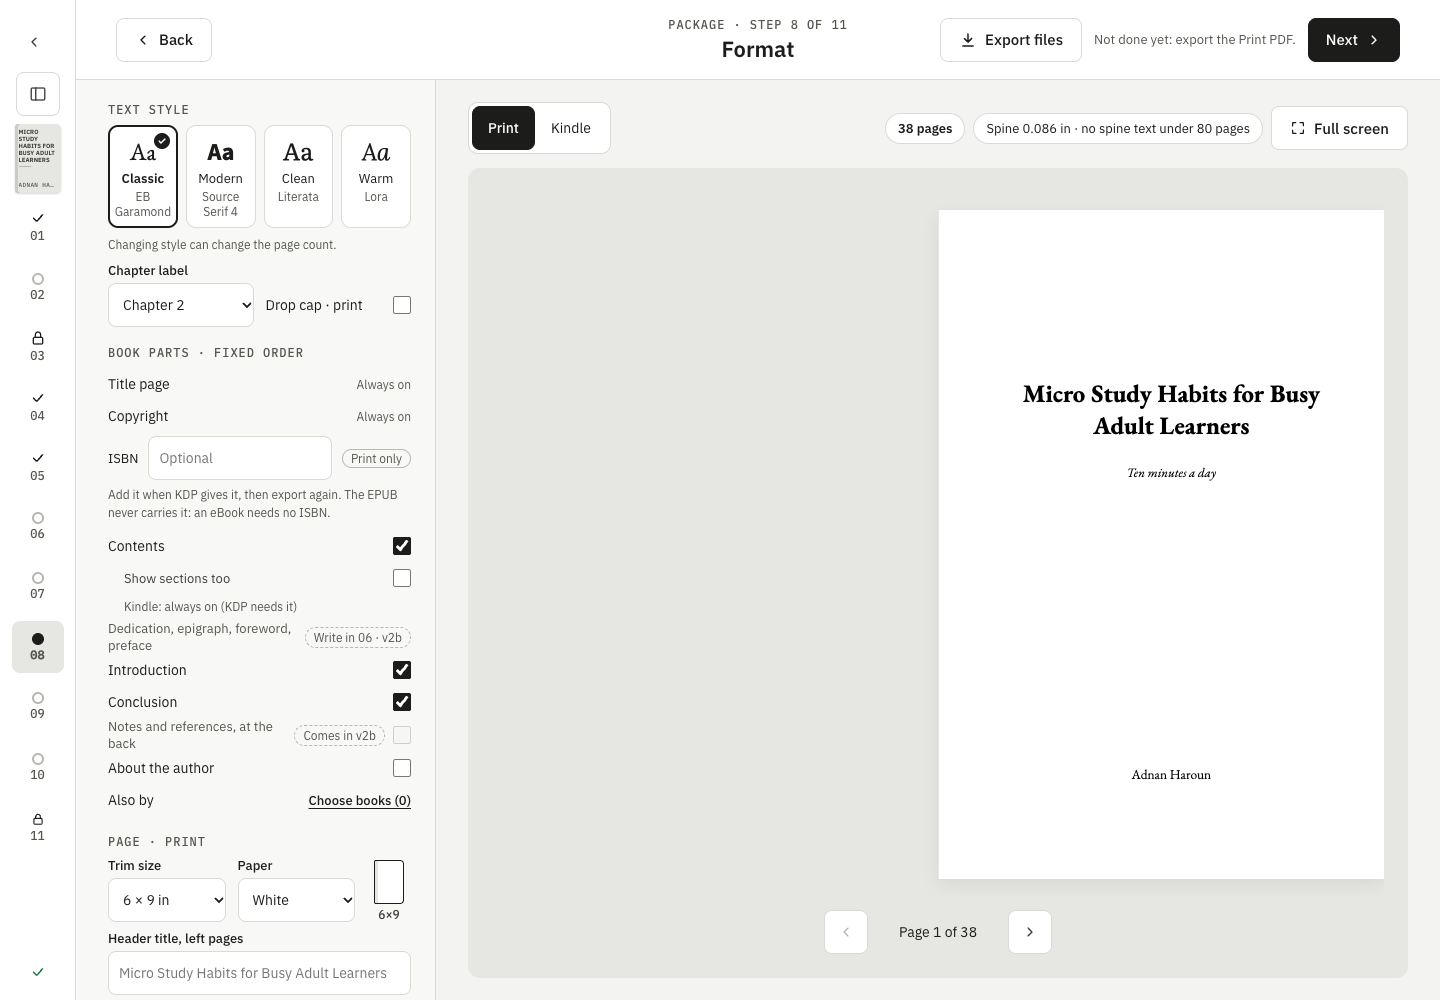 PACKAGE · STEP 8 OF 11
Back
Format
Export files
Not done yet: export the Print PDF.
Next
MICRO
STUDY
HABITS FOR
BUSY ADULT
LEARNERS
ADNAN HA…
01
02
03
04
05
06
07
08
09
10
11
TEXT STYLE
Aa
Classic
EB
Garamond
Aa
Modern
Source
Serif 4
Aa
Clean
Literata
Aa
Warm
Lora
Changing style can change the page count.
Chapter label
Chapter 2
Drop cap · print
BOOK PARTS · FIXED ORDER
Title page Always on
Copyright Always on
ISBN Optional Print only
Add it when KDP gives it, then export again. The EPUB
never carries it: an eBook needs no ISBN.
Contents
Show sections too
Kindle: always on (KDP needs it)
Dedication, epigraph, foreword,
preface
Write in 06 · v2b
Introduction
Conclusion
Notes and references, at the
back
Comes in v2b
About the author
Also by Choose books (0)
PAGE · PRINT
Trim size
6 × 9 in
Paper
White
6×9
Header title, left pages
Micro Study Habits for Busy Adult Learners
Print
Kindle
38 pages
Spine 0.086 in · no spine text under 80 pages
Full screen
Micro Study Habits for Busy
Adult Learners
Ten minutes a day
Adnan Haroun
Page 1 of 38